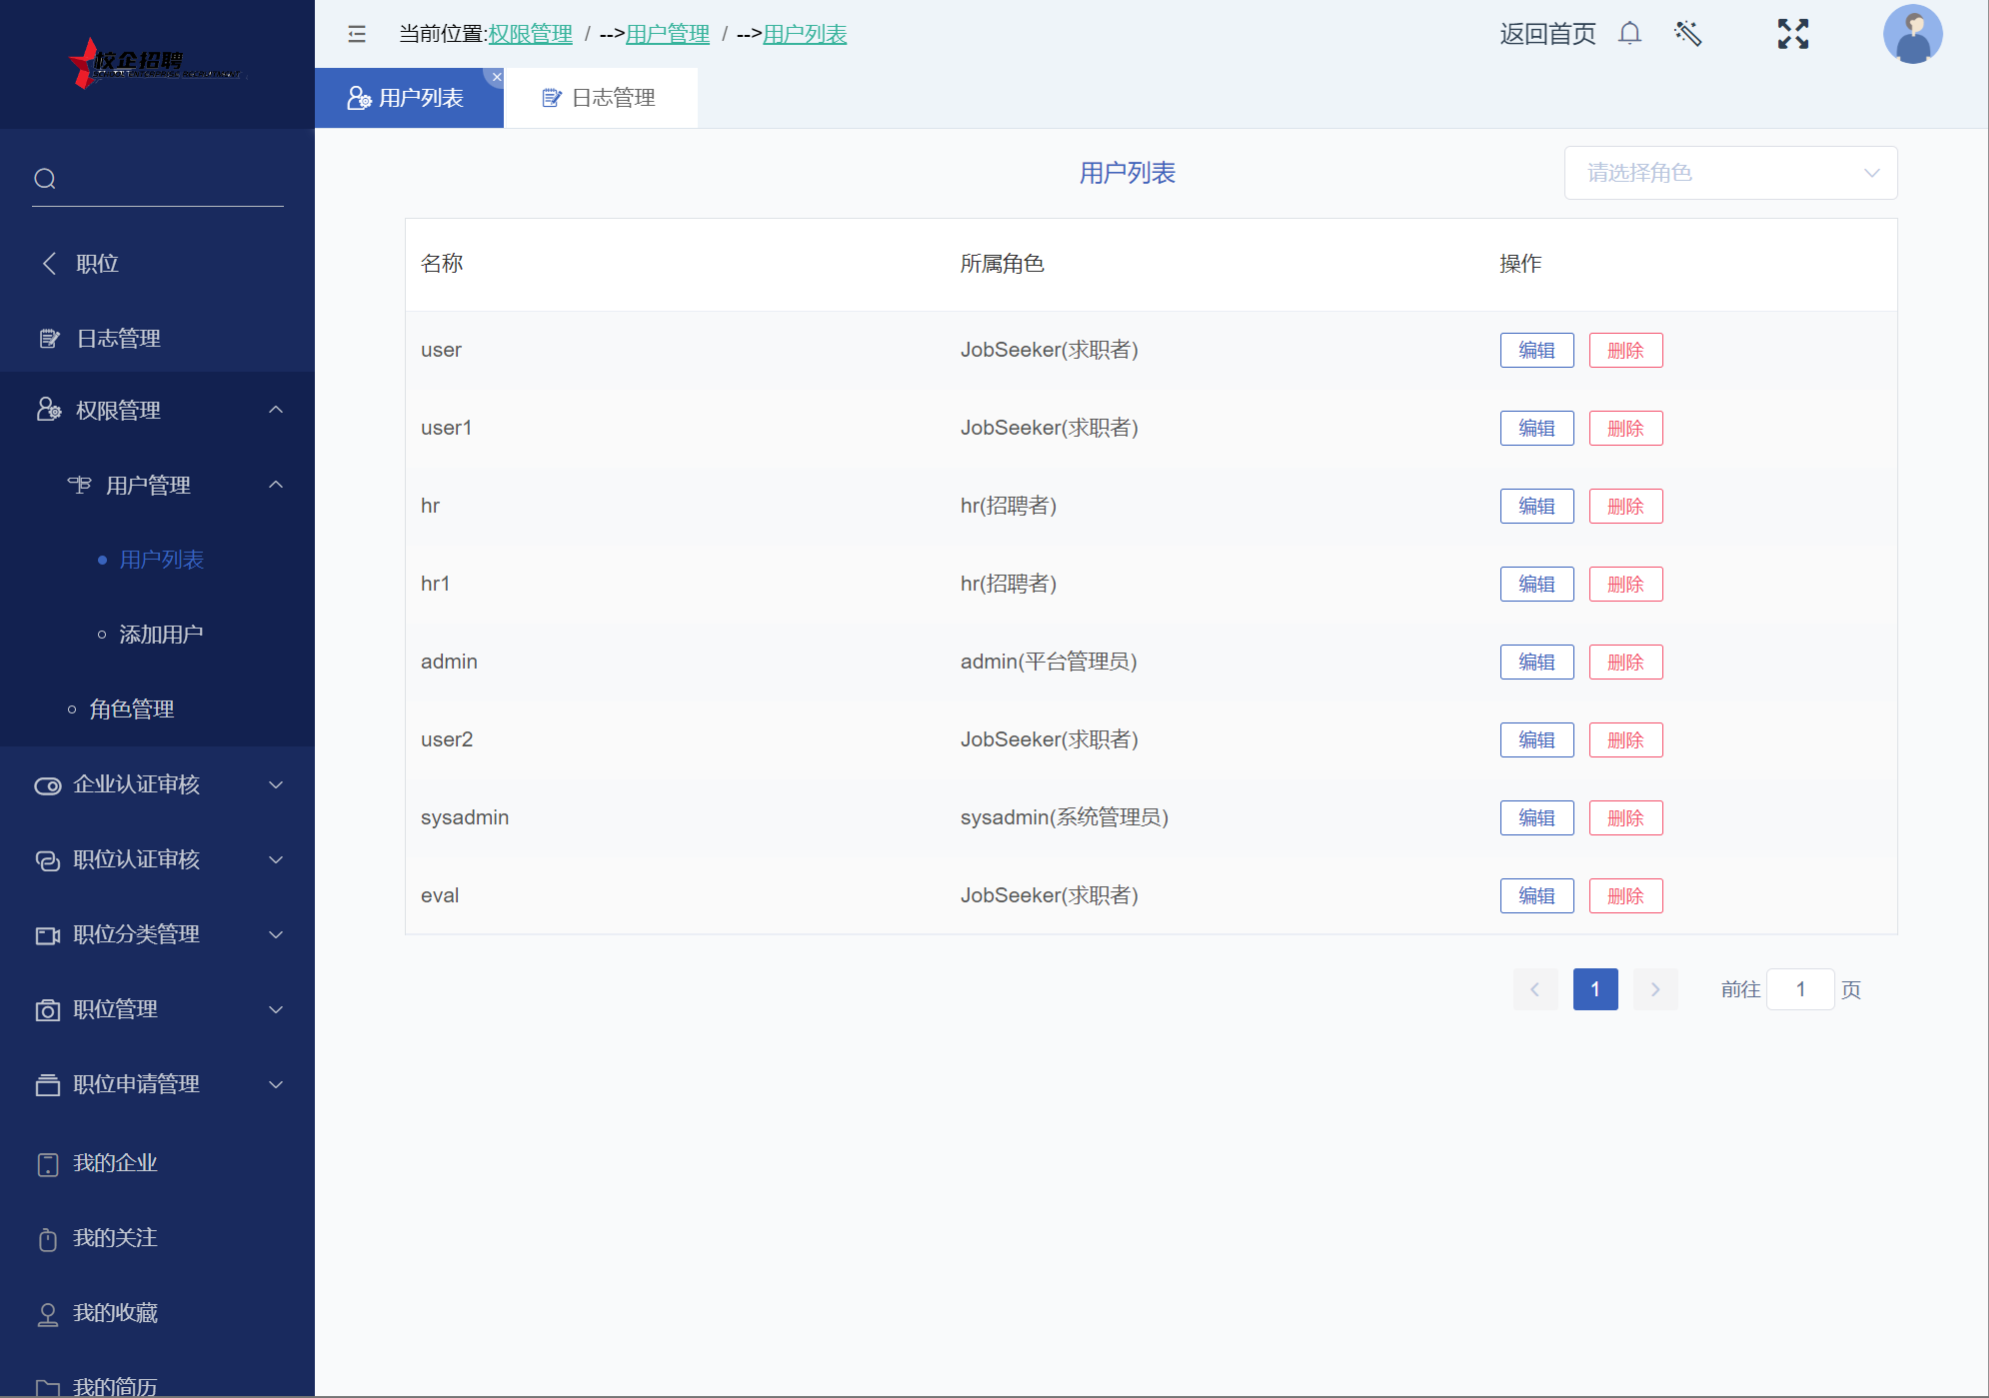 校企招聘
当前位置:权限管理 / -->用户管理 / -->用户列表
返回首页
用户列表
日志管理
职位
日志管理
权限管理
用户管理
用户列表
添加用户
角色管理
企业认证审核
职位认证审核
职位分类管理
职位管理
职位申请管理
我的企业
我的关注
我的收藏
我的简历
用户列表
请选择角色
名称 所属角色 操作
user JobSeeker(求职者) 编辑 删除
user1 JobSeeker(求职者) 编辑 删除
hr hr(招聘者) 编辑 删除
hr1 hr(招聘者) 编辑 删除
admin admin(平台管理员) 编辑 删除
user2 JobSeeker(求职者) 编辑 删除
sysadmin sysadmin(系统管理员) 编辑 删除
eval JobSeeker(求职者) 编辑 删除
1 前往 1 页